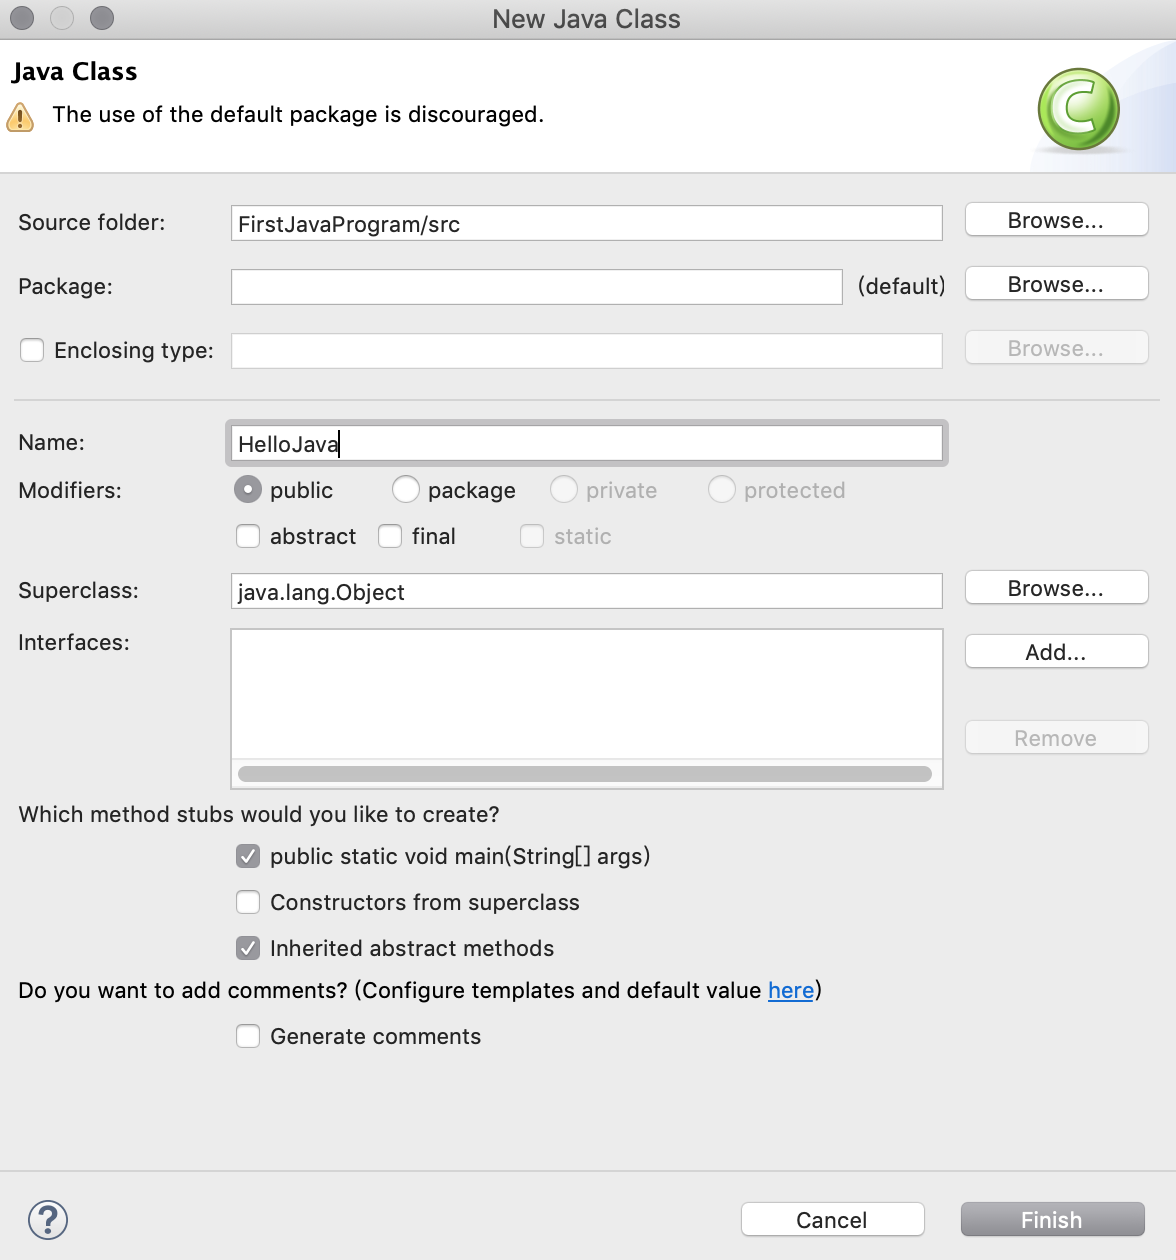 New Java Class
Java Class
The use of the default package is discouraged.
Source folder: FirstJavaProgram/src Browse...
Package: (default) Browse...
Enclosing type: Browse...
Name: HelloJava
Modifiers: public package private protected
abstract final static
Superclass: java.lang.Object Browse...
Interfaces: Add...
Remove
Which method stubs would you like to create?
public static void main(String[] args)
Constructors from superclass
Inherited abstract methods
Do you want to add comments? (Configure templates and default value here)
Generate comments
? Cancel Finish